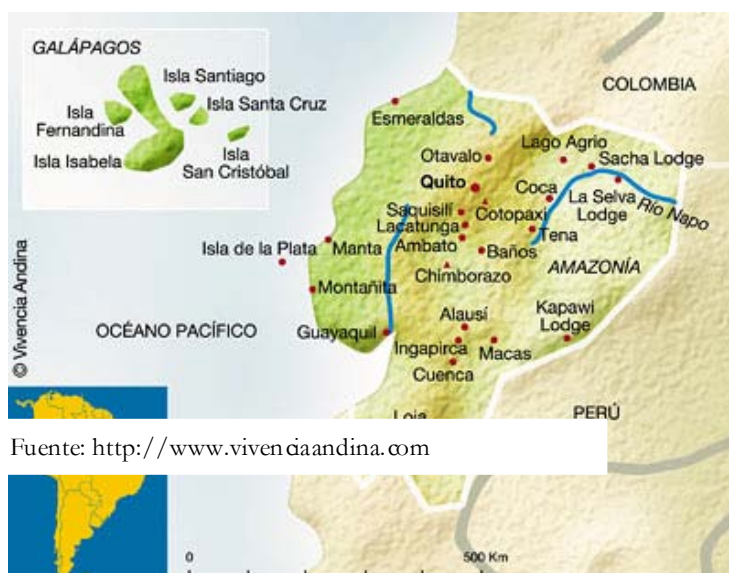 GALÁPAGOS
Isla Santiago
Isla Santa Cruz
Isla
Fernandina
Isla Isabela
Isla
San Cristóbal
COLOMBIA
Esmeraldas
Otavalo
Lago Agrio
Sacha Lodge
Quito
Coca
La Selva
Lodge
Río Napo
Saquisilí
Cotopaxi
Lacatunga
Tena
Isla de la Plata
Manta
Ambato
Baños
AMAZONÍA
Chimborazo
Montañita
Kapawi
Lodge
Alausí
OCÉANO PACÍFICO
Guayaquil
Ingapirca
Macas
Cuenca
© Vivencia Andina
Loja
PERÚ
Fuente: http://www.vivenciaandina.com
0
500 Km